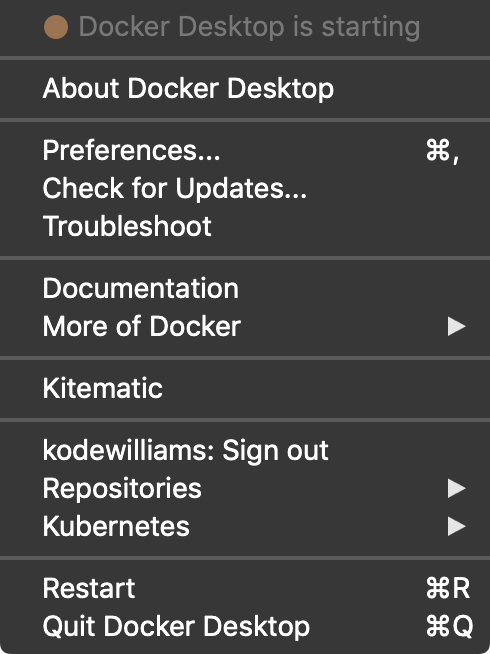 Docker Desktop is starting
About Docker Desktop
Preferences... ⌘,
Check for Updates...
Troubleshoot
Documentation
More of Docker ▶
Kitematic
kodewilliams: Sign out
Repositories ▶
Kubernetes ▶
Restart ⌘R
Quit Docker Desktop ⌘Q